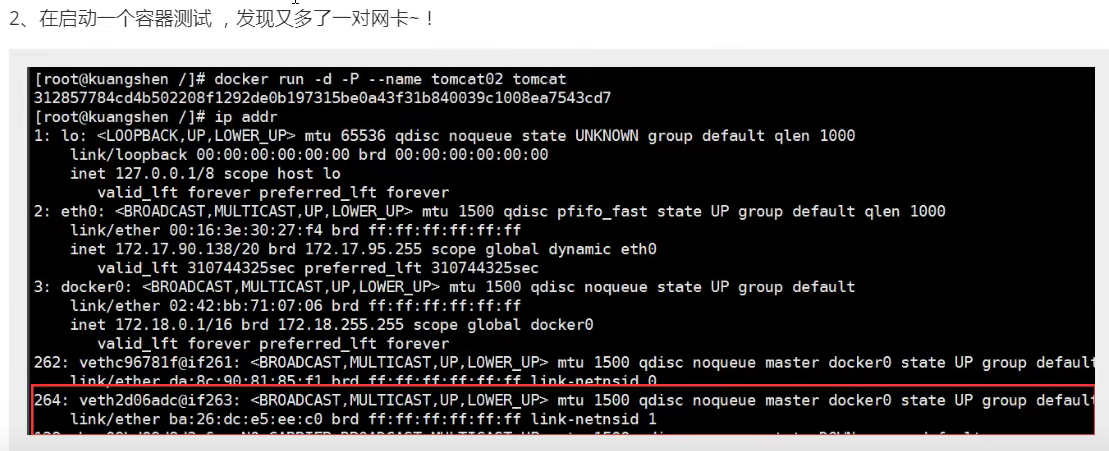 2、在启动一个容器测试 ，发现又多了一对网卡~！
[root@kuangshen /]# docker run -d -P --name tomcat02 tomcat
312857784cd4b502208f1292de0b197315be0a43f31b840039c1008ea7543cd7
[root@kuangshen /]# ip addr
1: lo: <LOOPBACK,UP,LOWER_UP> mtu 65536 qdisc noqueue state UNKNOWN group default qlen 1000
    link/loopback 00:00:00:00:00:00 brd 00:00:00:00:00:00
    inet 127.0.0.1/8 scope host lo
       valid_lft forever preferred_lft forever
2: eth0: <BROADCAST,MULTICAST,UP,LOWER_UP> mtu 1500 qdisc pfifo_fast state UP group default qlen 1000
    link/ether 00:16:3e:30:27:f4 brd ff:ff:ff:ff:ff:ff
    inet 172.17.90.138/20 brd 172.17.95.255 scope global dynamic eth0
       valid_lft 310744325sec preferred_lft 310744325sec
3: docker0: <BROADCAST,MULTICAST,UP,LOWER_UP> mtu 1500 qdisc noqueue state UP group default
    link/ether 02:42:bb:71:07:06 brd ff:ff:ff:ff:ff:ff
    inet 172.18.0.1/16 brd 172.18.255.255 scope global docker0
       valid_lft forever preferred_lft forever
262: vethc96781f@if261: <BROADCAST,MULTICAST,UP,LOWER_UP> mtu 1500 qdisc noqueue master docker0 state UP group default
    link/ether da:8c:90:81:85:f1 brd ff:ff:ff:ff:ff:ff link-netnsid 0
264: veth2d06adc@if263: <BROADCAST,MULTICAST,UP,LOWER_UP> mtu 1500 qdisc noqueue master docker0 state UP group default
    link/ether ba:26:dc:e5:ee:c0 brd ff:ff:ff:ff:ff:ff link-netnsid 1